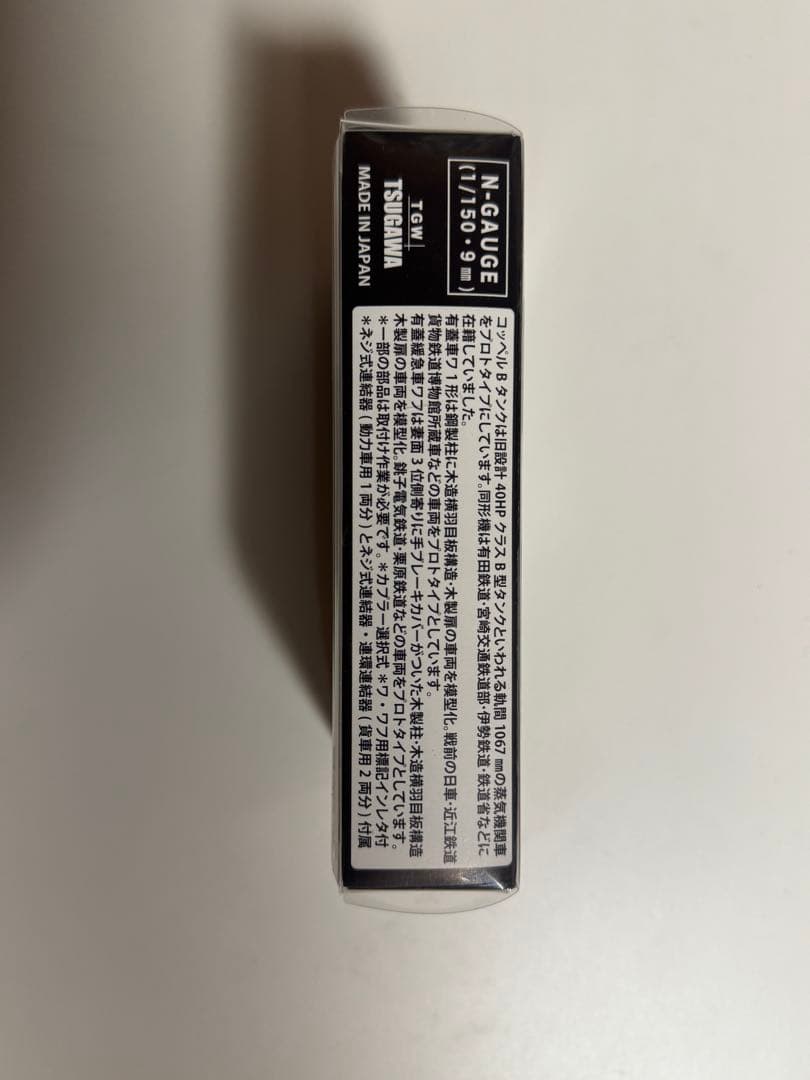 N-GAUGE
(1/150・9㎜)
TGW
TSUGAWA
MADE IN JAPAN
コッペル B タンクは旧設計 40HP クラス B 型タンクといわれる軌間 1067 ㎜の蒸気機関車
をプロトタイプにしています。同形機は有田鉄道・宮崎交通鉄道部・伊勢鉄道・鉄道省などに
在籍していました。
有蓋車ワ 1 形は鋼製柱に木造横羽目板構造・木製扉の車両を模型化。戦前の日車・近江鉄道
貨物鉄道博物館所蔵車などの車両をプロトタイプとしています。
有蓋緩急車ワフは妻面 3 位側寄りに手ブレーキカバーがついた木製柱・木造横羽目板構造
木製扉の車両を模型化。銚子電気鉄道・栗原鉄道などの車両をプロトタイプとしています。
＊一部の部品は取付け作業が必要です。＊カプラー選択式 ＊ワ・ワフ用標記インレタ付
＊ネジ式連結器 (動力車用 1 両分) とネジ式連結器・連環連結器 (貨車用 2 両分) 付属